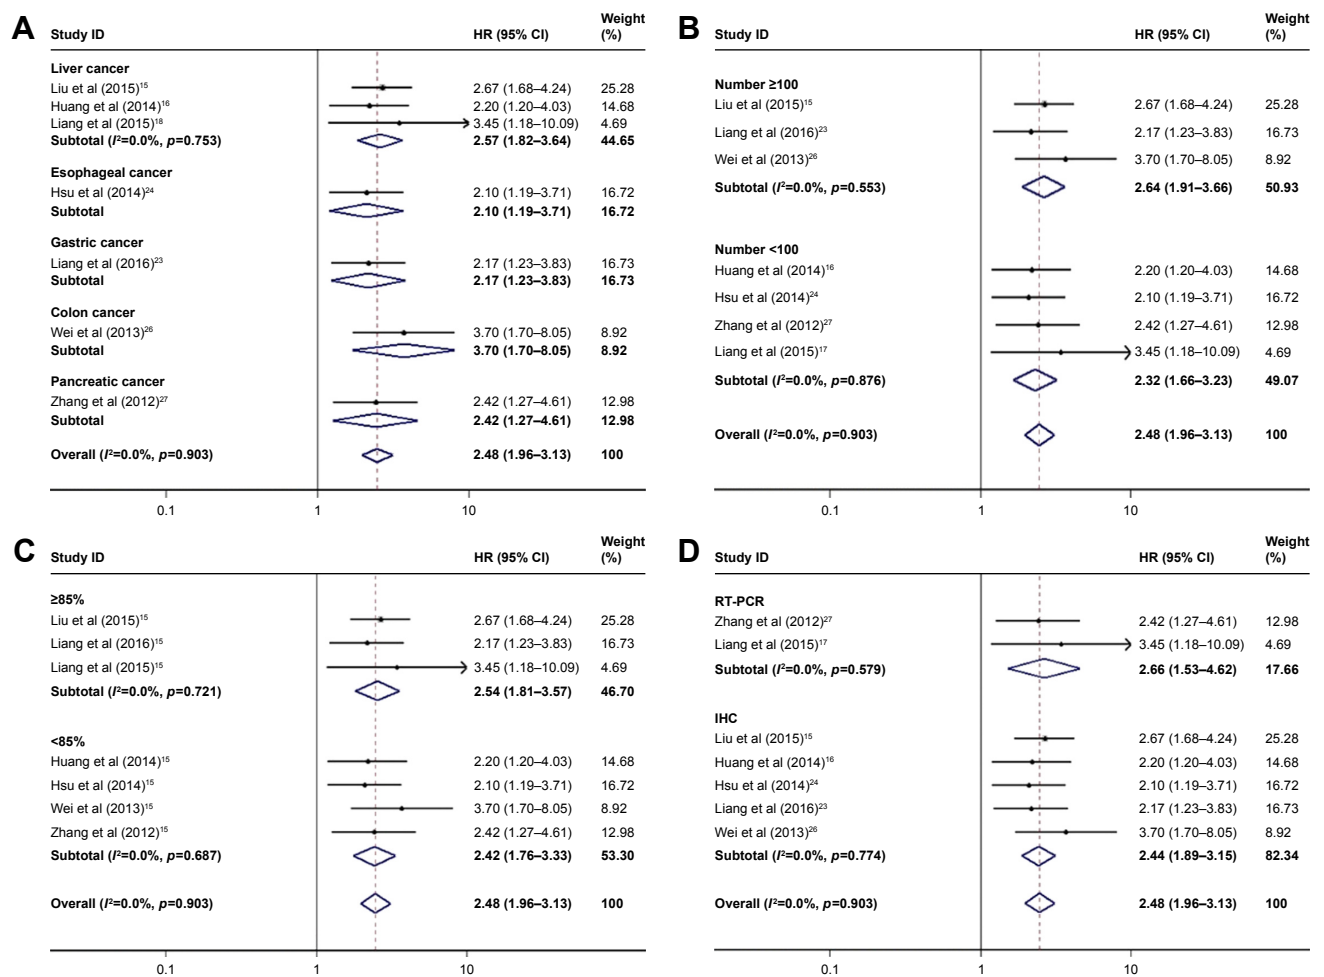 A
Study ID HR (95% CI) Weight (%)
Liver cancer
Liu et al (2015)15 2.67 (1.68–4.24) 25.28
Huang et al (2014)16 2.20 (1.20–4.03) 14.68
Liang et al (2015)18 3.45 (1.18–10.09) 4.69
Subtotal (I2=0.0%, p=0.753) 2.57 (1.82–3.64) 44.65
Esophageal cancer
Hsu et al (2014)24 2.10 (1.19–3.71) 16.72
Subtotal 2.10 (1.19–3.71) 16.72
Gastric cancer
Liang et al (2016)23 2.17 (1.23–3.83) 16.73
Subtotal 2.17 (1.23–3.83) 16.73
Colon cancer
Wei et al (2013)26 3.70 (1.70–8.05) 8.92
Subtotal 3.70 (1.70–8.05) 8.92
Pancreatic cancer
Zhang et al (2012)27 2.42 (1.27–4.61) 12.98
Subtotal 2.42 (1.27–4.61) 12.98
Overall (I2=0.0%, p=0.903) 2.48 (1.96–3.13) 100
0.1 1 10
B
Study ID HR (95% CI) Weight (%)
Number ≥100
Liu et al (2015)15 2.67 (1.68–4.24) 25.28
Liang et al (2016)23 2.17 (1.23–3.83) 16.73
Wei et al (2013)26 3.70 (1.70–8.05) 8.92
Subtotal (I2=0.0%, p=0.553) 2.64 (1.91–3.66) 50.93
Number <100
Huang et al (2014)16 2.20 (1.20–4.03) 14.68
Hsu et al (2014)24 2.10 (1.19–3.71) 16.72
Zhang et al (2012)27 2.42 (1.27–4.61) 12.98
Liang et al (2015)17 3.45 (1.18–10.09) 4.69
Subtotal (I2=0.0%, p=0.876) 2.32 (1.66–3.23) 49.07
Overall (I2=0.0%, p=0.903) 2.48 (1.96–3.13) 100
0.1 1 10
C
Study ID HR (95% CI) Weight (%)
≥85%
Liu et al (2015)15 2.67 (1.68–4.24) 25.28
Liang et al (2016)15 2.17 (1.23–3.83) 16.73
Liang et al (2015)15 3.45 (1.18–10.09) 4.69
Subtotal (I2=0.0%, p=0.721) 2.54 (1.81–3.57) 46.70
<85%
Huang et al (2014)15 2.20 (1.20–4.03) 14.68
Hsu et al (2014)15 2.10 (1.19–3.71) 16.72
Wei et al (2013)15 3.70 (1.70–8.05) 8.92
Zhang et al (2012)15 2.42 (1.27–4.61) 12.98
Subtotal (I2=0.0%, p=0.687) 2.42 (1.76–3.33) 53.30
Overall (I2=0.0%, p=0.903) 2.48 (1.96–3.13) 100
0.1 1 10
D
Study ID HR (95% CI) Weight (%)
RT-PCR
Zhang et al (2012)27 2.42 (1.27–4.61) 12.98
Liang et al (2015)17 3.45 (1.18–10.09) 4.69
Subtotal (I2=0.0%, p=0.579) 2.66 (1.53–4.62) 17.66
IHC
Liu et al (2015)15 2.67 (1.68–4.24) 25.28
Huang et al (2014)16 2.20 (1.20–4.03) 14.68
Hsu et al (2014)24 2.10 (1.19–3.71) 16.72
Liang et al (2016)23 2.17 (1.23–3.83) 16.73
Wei et al (2013)26 3.70 (1.70–8.05) 8.92
Subtotal (I2=0.0%, p=0.774) 2.44 (1.89–3.15) 82.34
Overall (I2=0.0%, p=0.903) 2.48 (1.96–3.13) 100
0.1 1 10